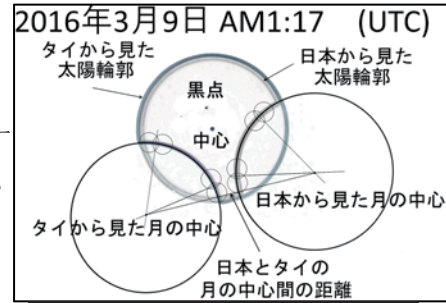 2016年3月9日 AM1:17 (UTC)
タイから見た
太陽輪郭
日本から見た
太陽輪郭
黒点
中心
日本から見た月の中心
タイから見た月の中心
日本とタイの
月の中心間の距離